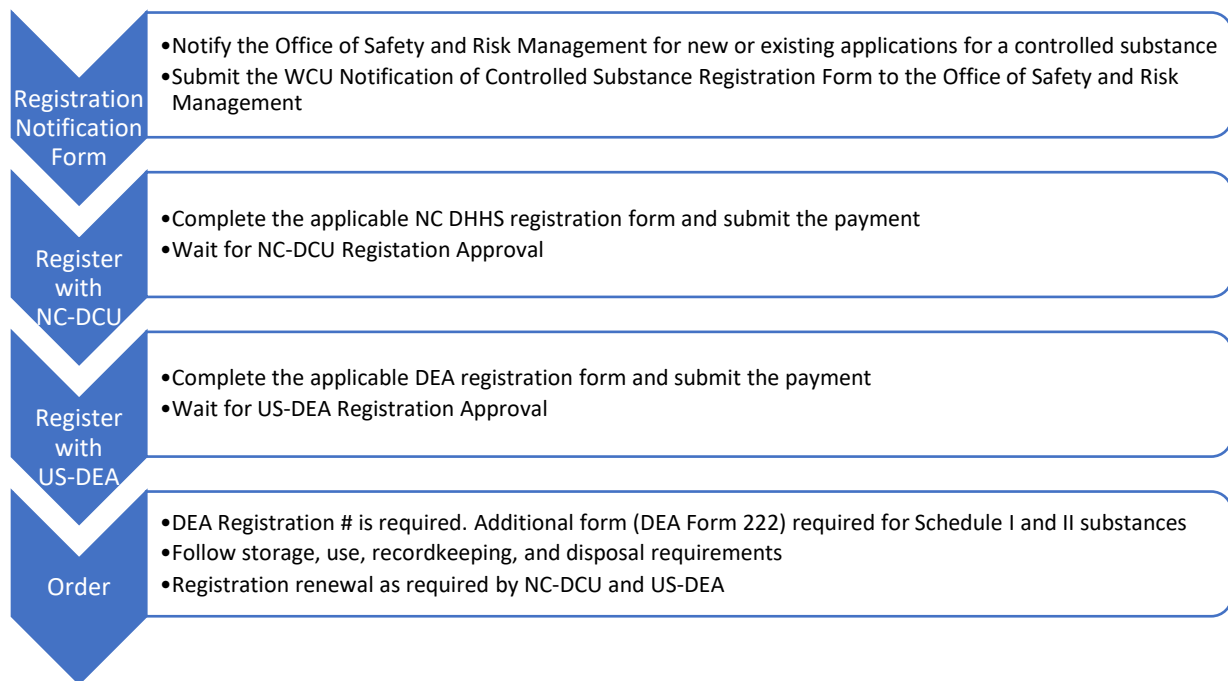 Registration
Notification
Form
•Notify the Office of Safety and Risk Management for new or existing applications for a controlled substance
•Submit the WCU Notification of Controlled Substance Registration Form to the Office of Safety and Risk
Management
Register
with
NC-DCU
•Complete the applicable NC DHHS registration form and submit the payment
•Wait for NC-DCU Registation Approval
Register
with
US-DEA
•Complete the applicable DEA registration form and submit the payment
•Wait for US-DEA Registration Approval
Order
•DEA Registration # is required. Additional form (DEA Form 222) required for Schedule I and II substances
•Follow storage, use, recordkeeping, and disposal requirements
•Registration renewal as required by NC-DCU and US-DEA